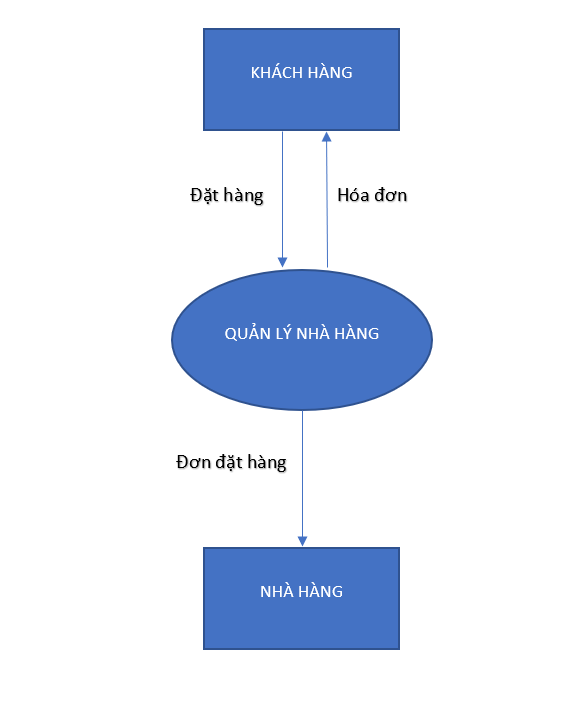 KHÁCH HÀNG
Đặt hàng
Hóa đơn
QUẢN LÝ NHÀ HÀNG
Đơn đặt hàng
NHÀ HÀNG